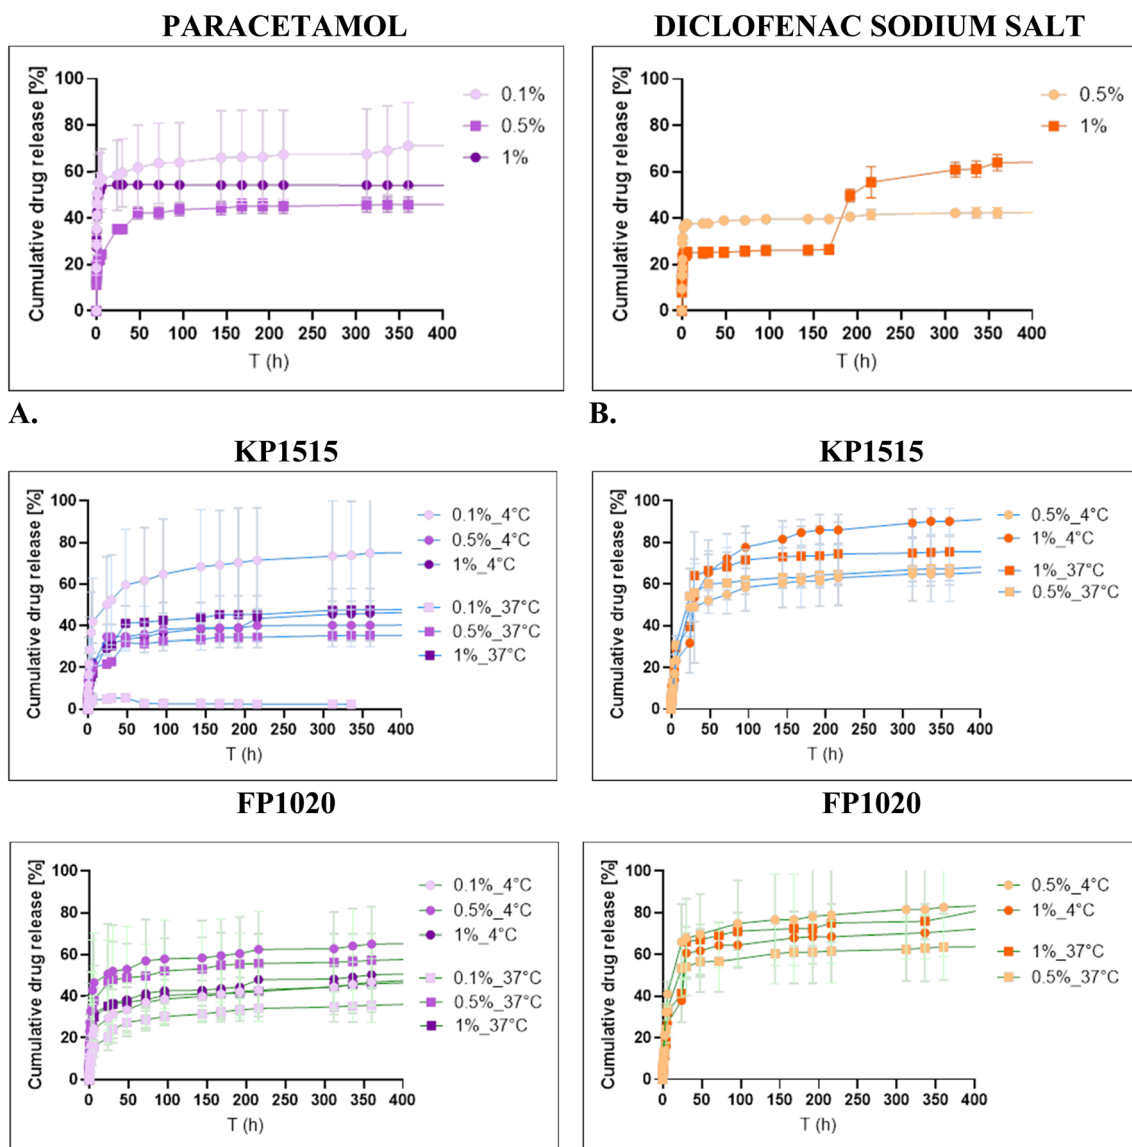 PARACETAMOL
Cumulative drug release [%]
100
80
60
40
20
0
0 50 100 150 200 250 300 350 400
T (h)
0.1%
0.5%
1%
DICLOFENAC SODIUM SALT
Cumulative drug release [%]
100
80
60
40
20
0
0 50 100 150 200 250 300 350 400
T (h)
0.5%
1%
A.
B.
KP1515
Cumulative drug release [%]
100
80
60
40
20
0
0 50 100 150 200 250 300 350 400
T (h)
0.1%_4°C
0.5%_4°C
1%_4°C
0.1%_37°C
0.5%_37°C
1%_37°C
KP1515
Cumulative drug release [%]
100
80
60
40
20
0
0 50 100 150 200 250 300 350 400
T (h)
0.5%_4°C
1%_4°C
1%_37°C
0.5%_37°C
FP1020
Cumulative drug release [%]
100
80
60
40
20
0
0 50 100 150 200 250 300 350 400
T (h)
0.1%_4°C
0.5%_4°C
1%_4°C
0.1%_37°C
0.5%_37°C
1%_37°C
FP1020
Cumulative drug release [%]
100
80
60
40
20
0
0 50 100 150 200 250 300 350 400
T (h)
0.5%_4°C
1%_4°C
1%_37°C
0.5%_37°C